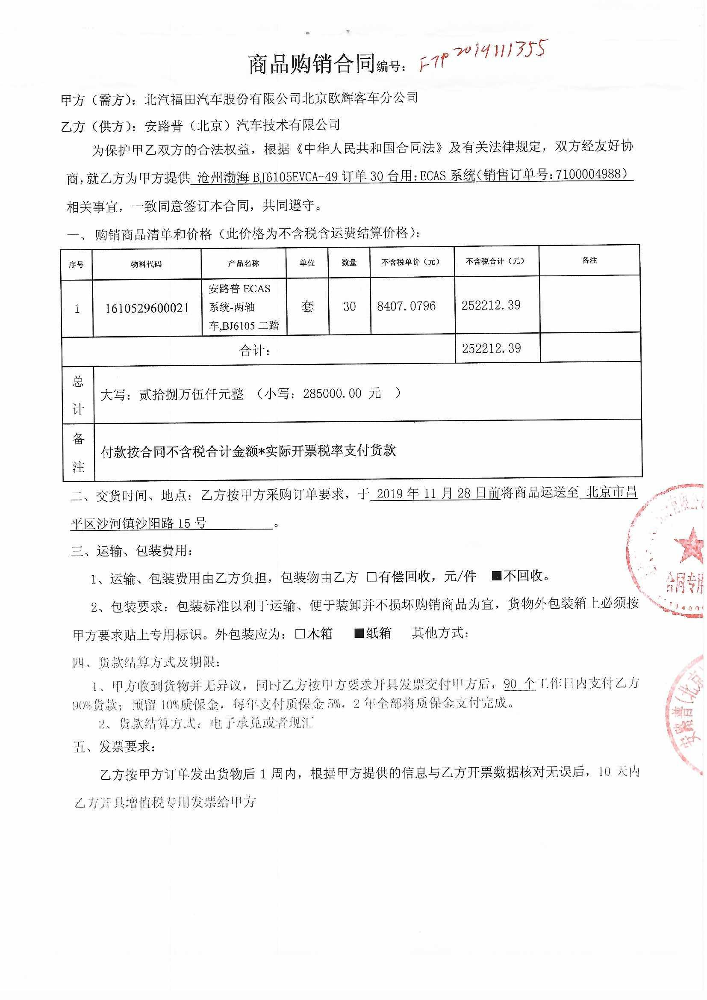 商品购销合同编号：FTP2019111355
甲方（需方）：北汽福田汽车股份有限公司北京欧辉客车分公司
乙方（供方）：安路普（北京）汽车技术有限公司
为保护甲乙双方的合法权益，根据《中华人民共和国合同法》及有关法律规定，双方经友好协
商，就乙方为甲方提供 沧州渤海 BJ6105EVCA-49 订单 30 台用：ECAS 系统（销售订单号：7100004988）
相关事宜，一致同意签订本合同，共同遵守。
一、购销商品清单和价格（此价格为不含税含运费结算价格）：
序号 物料代码 产品名称 单位 数量 不含税单价（元） 不含税合计（元） 备注
安路普 ECAS
1 1610529600021 系统-两轴 套 30 8407.0796 252212.39
车,BJ6105 二踏
合计： 252212.39
总计 大写：贰拾捌万伍仟元整 （小写：285000.00 元 ）
备注 付款按合同不含税合计金额*实际开票税率支付货款
二、交货时间、地点：乙方按甲方采购订单要求，于 2019 年 11 月 28 日前将商品运送至 北京市昌
平区沙河镇沙阳路 15 号 。
三、运输、包装费用：
1、运输、包装费用由乙方负担，包装物由乙方 □有偿回收，元/件 ■不回收。
2、包装要求：包装标准以利于运输、便于装卸并不损坏购销商品为宜，货物外包装箱上必须按
甲方要求贴上专用标识。外包装应为：□木箱 ■纸箱 其他方式：
四、货款结算方式及期限：
1、甲方收到货物并无异议，同时乙方按甲方要求开具发票交付甲方后，90 个工作日内支付乙方
90%货款；预留 10%质保金，每年支付质保金 5%，2 年全部将质保金支付完成。
2、货款结算方式：电子承兑或者现汇
五、发票要求：
乙方按甲方订单发出货物后 1 周内，根据甲方提供的信息与乙方开票数据核对无误后，10 天内
乙方开具增值税专用发票给甲方
合同专用
安路普(北京